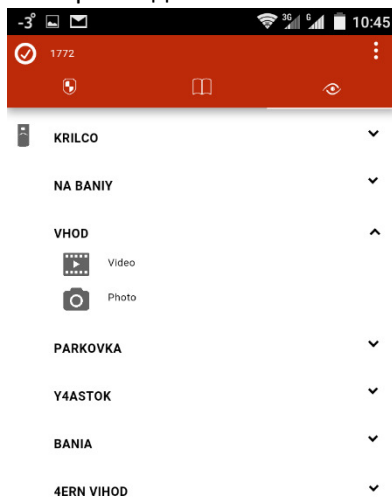 -3°
3G
G
10:45
1772
KRILCO
NA BANIY
VHOD
Video
Photo
PARKOVKA
Y4ASTOK
BANIA
4ERN VIHOD